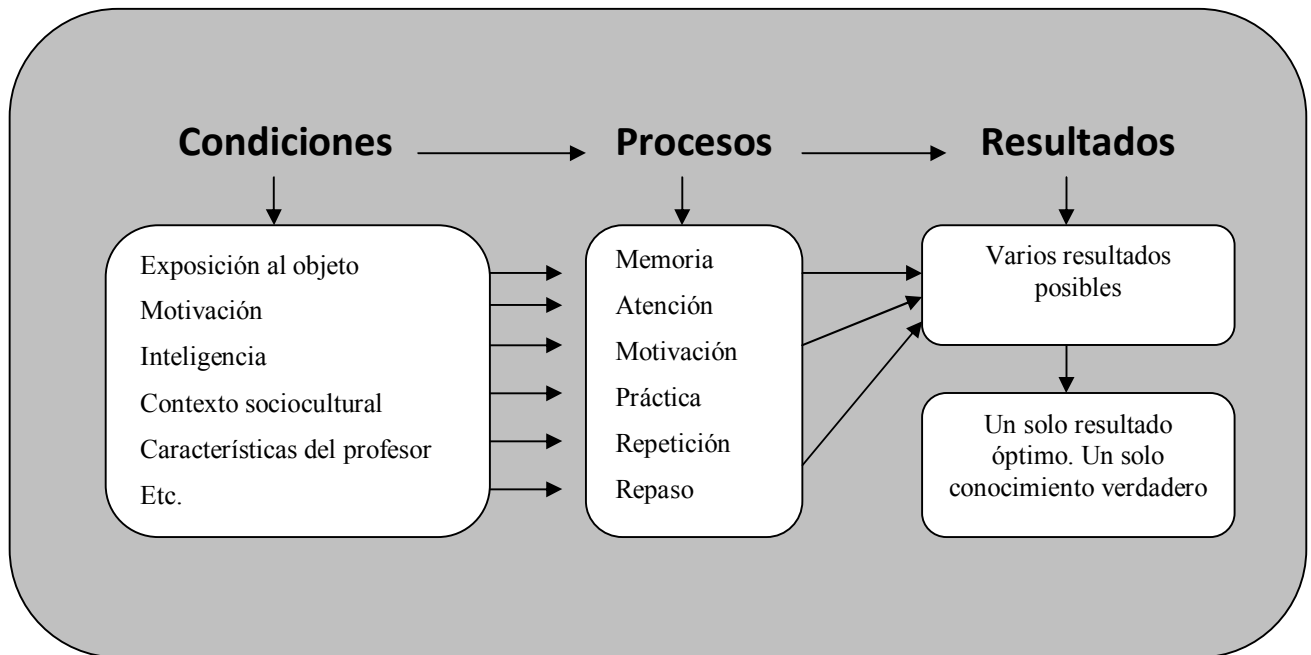 Condiciones
Procesos
Resultados
Exposición al objeto
Motivación
Inteligencia
Contexto sociocultural
Características del profesor
Etc.
Memoria
Atención
Motivación
Práctica
Repetición
Repaso
Varios resultados
posibles
Un solo resultado
óptimo. Un solo
conocimiento verdadero